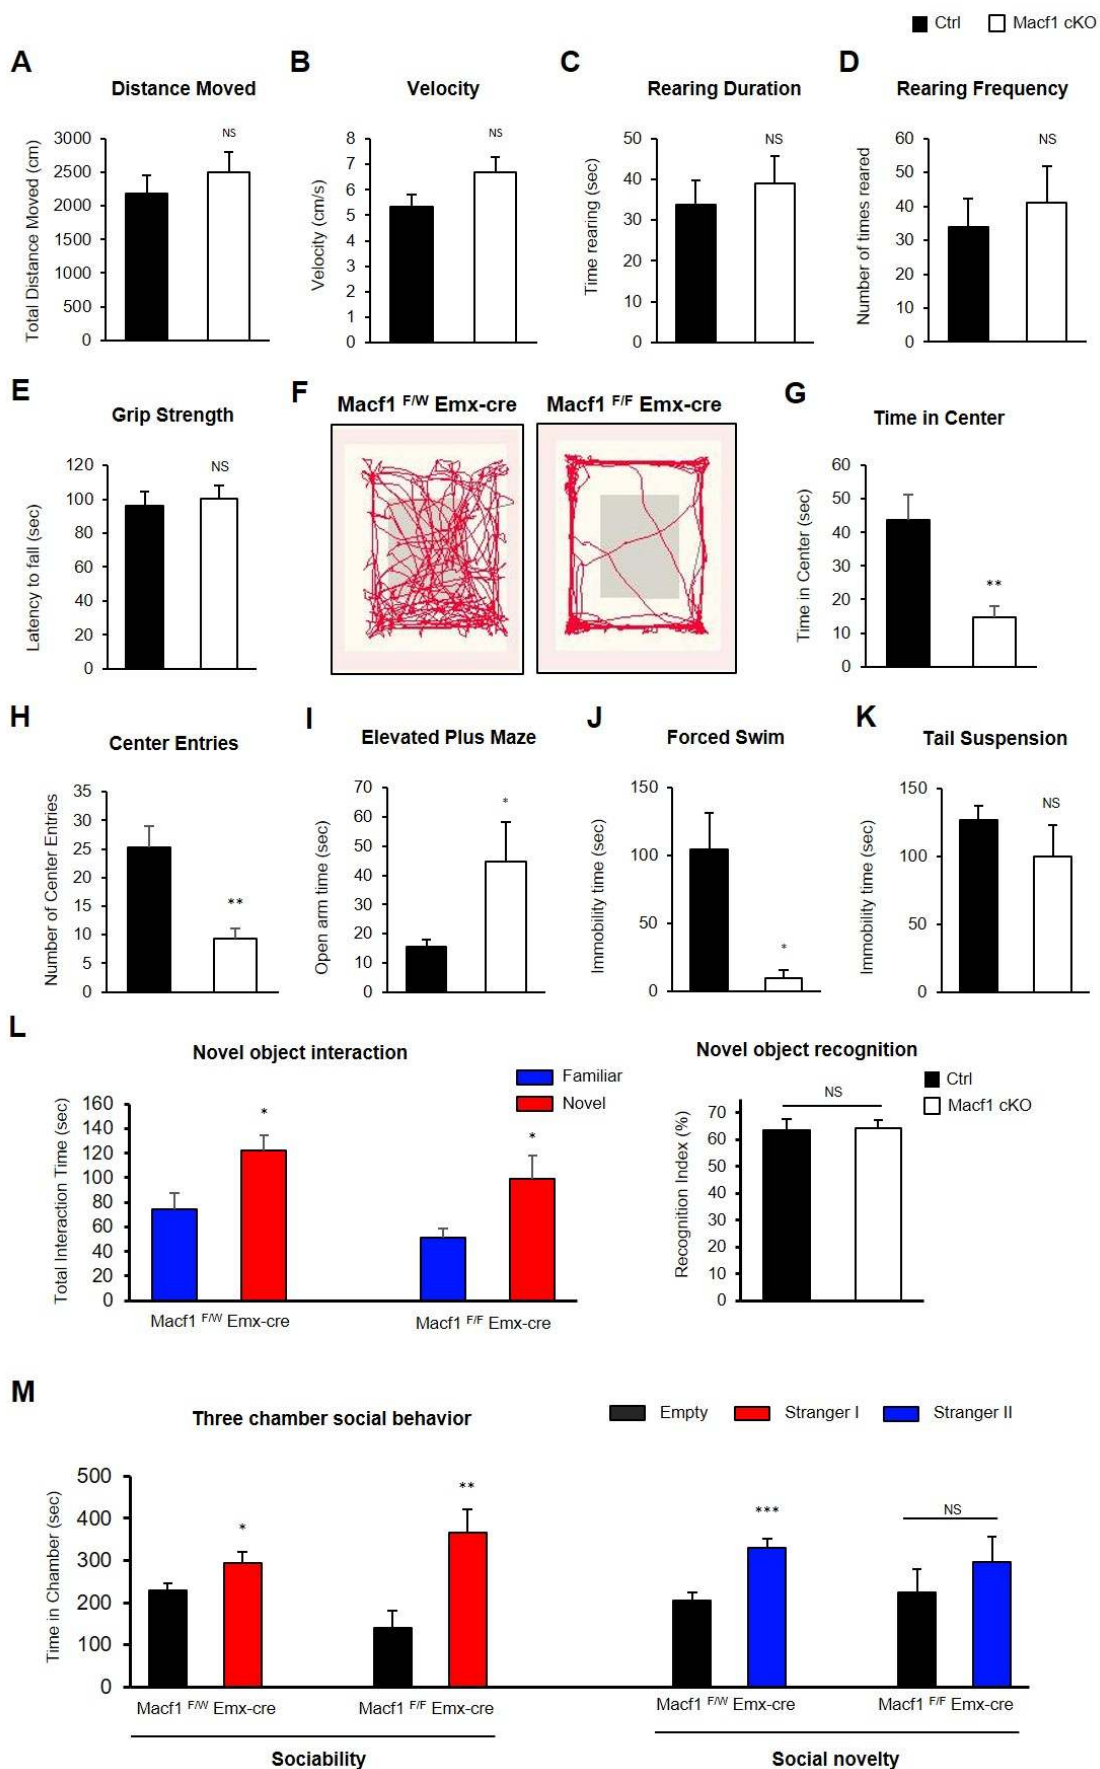 Ctrl Macf1 cKO
A
Distance Moved
Total Distance Moved (cm)
3000
2500
2000
1500
1000
500
0
NS
B
Velocity
Velocity (cm/s)
8
7
6
5
4
3
2
1
0
NS
C
Rearing Duration
Time rearing (sec)
50
40
30
20
10
0
NS
D
Rearing Frequency
Number of times reared
60
50
40
30
20
10
0
NS
E
Grip Strength
Latency to fall (sec)
120
100
80
60
40
20
0
NS
F
Macf1 F/W Emx-cre
Macf1 F/F Emx-cre
G
Time in Center
Time in Center (sec)
60
50
40
30
20
10
0
**
H
Center Entries
Number of Center Entries
35
30
25
20
15
10
5
0
**
I
Elevated Plus Maze
Open arm time (sec)
70
60
50
40
30
20
10
0
*
J
Forced Swim
Immobility time (sec)
150
100
50
0
*
K
Tail Suspension
Immobility time (sec)
150
100
50
0
NS
L
Novel object interaction
Familiar
Novel
Total Interaction Time (sec)
160
140
120
100
80
60
40
20
0
*
*
Macf1 F/W Emx-cre
Macf1 F/F Emx-cre
Novel object recognition
Ctrl
Macf1 cKO
Recognition Index (%)
70
60
50
40
30
20
10
0
NS
M
Three chamber social behavior
Empty Stranger I Stranger II
Time in Chamber (sec)
500
400
300
200
100
0
*
**
***
NS
Macf1 F/W Emx-cre
Macf1 F/F Emx-cre
Macf1 F/W Emx-cre
Macf1 F/F Emx-cre
Sociability
Social novelty